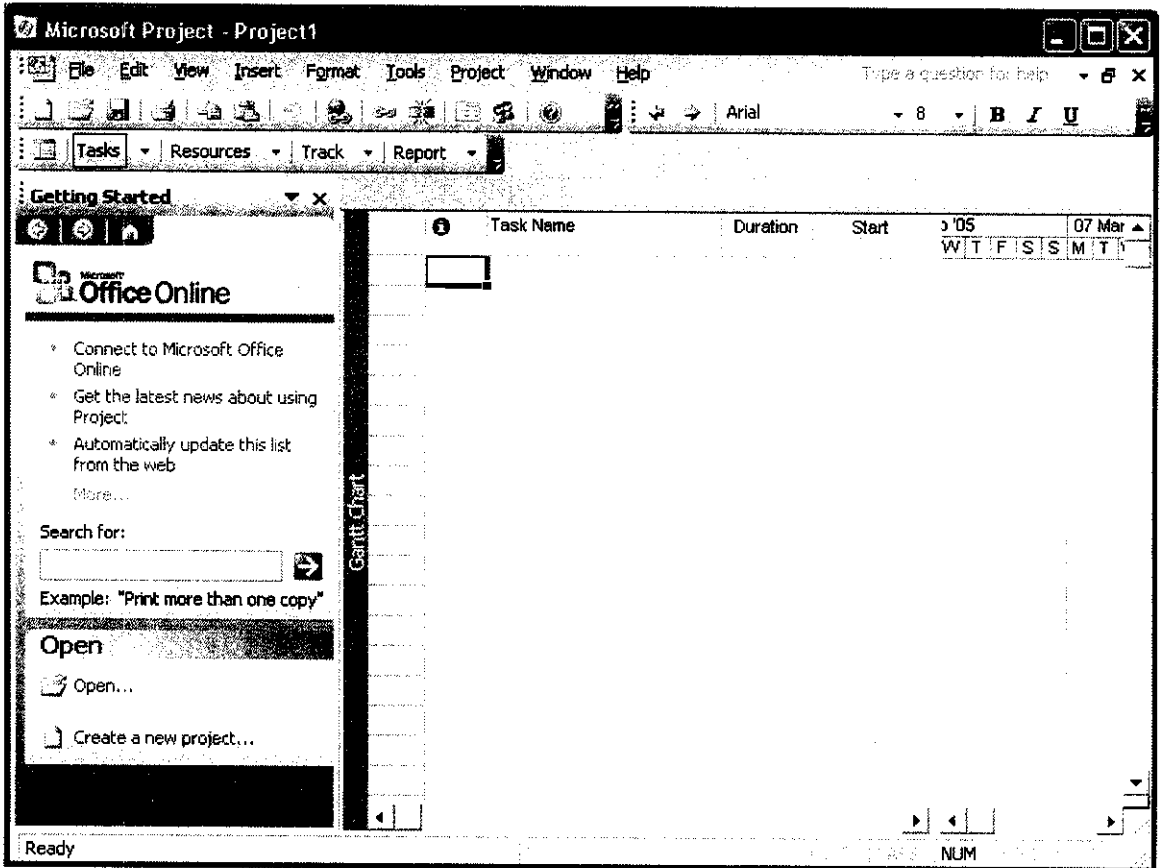 Microsoft Project - Project1
File Edit View Insert Format Tools Project Window Help Type a question for help
Arial 8 B I U
Tasks Resources Track Report
Getting Started
Task Name Duration Start '05 07 Mar
W T F S S M T
Microsoft
Office Online
Connect to Microsoft Office
Online
Get the latest news about using
Project
Automatically update this list
from the web
More...
Gantt Chart
Search for:
Example: "Print more than one copy"
Open
Open...
Create a new project...
Ready NUM